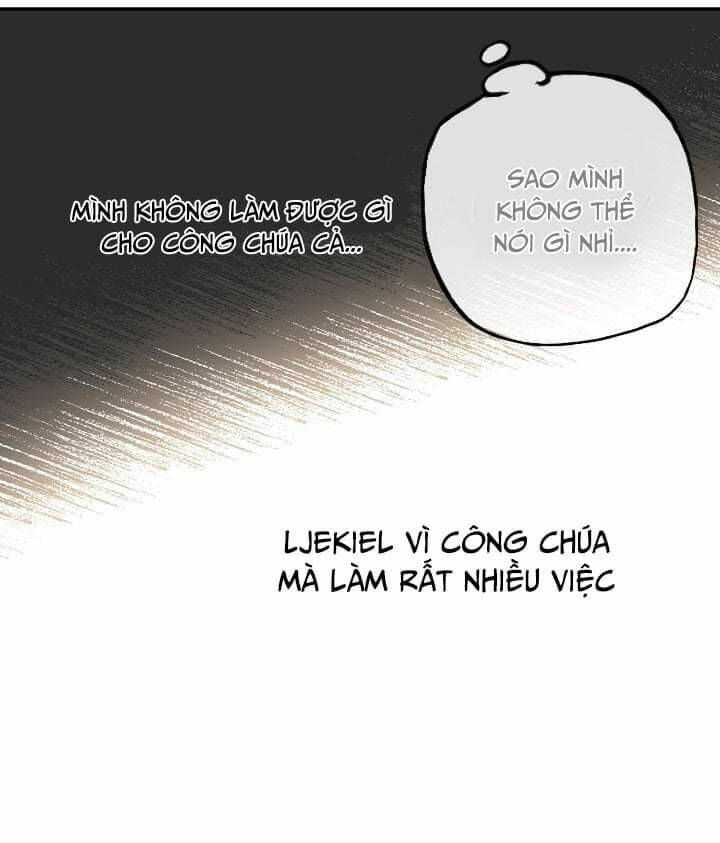 SAO MÌNH
KHÔNG THỂ
NÓI GÌ NHỈ....
MÌNH KHÔNG LÀM ĐƯỢC GÌ
CHO CÔNG CHÚA CẢ...
LJEKIEL VÌ CÔNG CHÚA
MÀ LÀM RẤT NHIỀU VIỆC